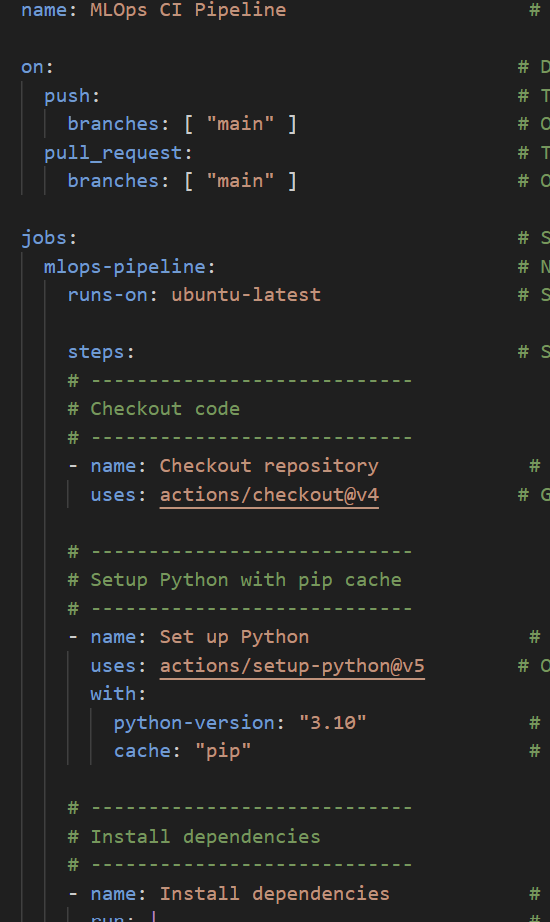 name: MLOps CI Pipeline #
on: # D
push: # T
branches: [ "main" ] # O
pull_request: # T
branches: [ "main" ] # O
jobs: # S
mlops-pipeline: # N
runs-on: ubuntu-latest # S
steps: # S
# ----------------------------
# Checkout code
# ----------------------------
- name: Checkout repository #
uses: actions/checkout@v4 # G
# ----------------------------
# Setup Python with pip cache
# ----------------------------
- name: Set up Python #
uses: actions/setup-python@v5 # O
with:
python-version: "3.10" #
cache: "pip" #
# ----------------------------
# Install dependencies
# ----------------------------
- name: Install dependencies #
run: | #